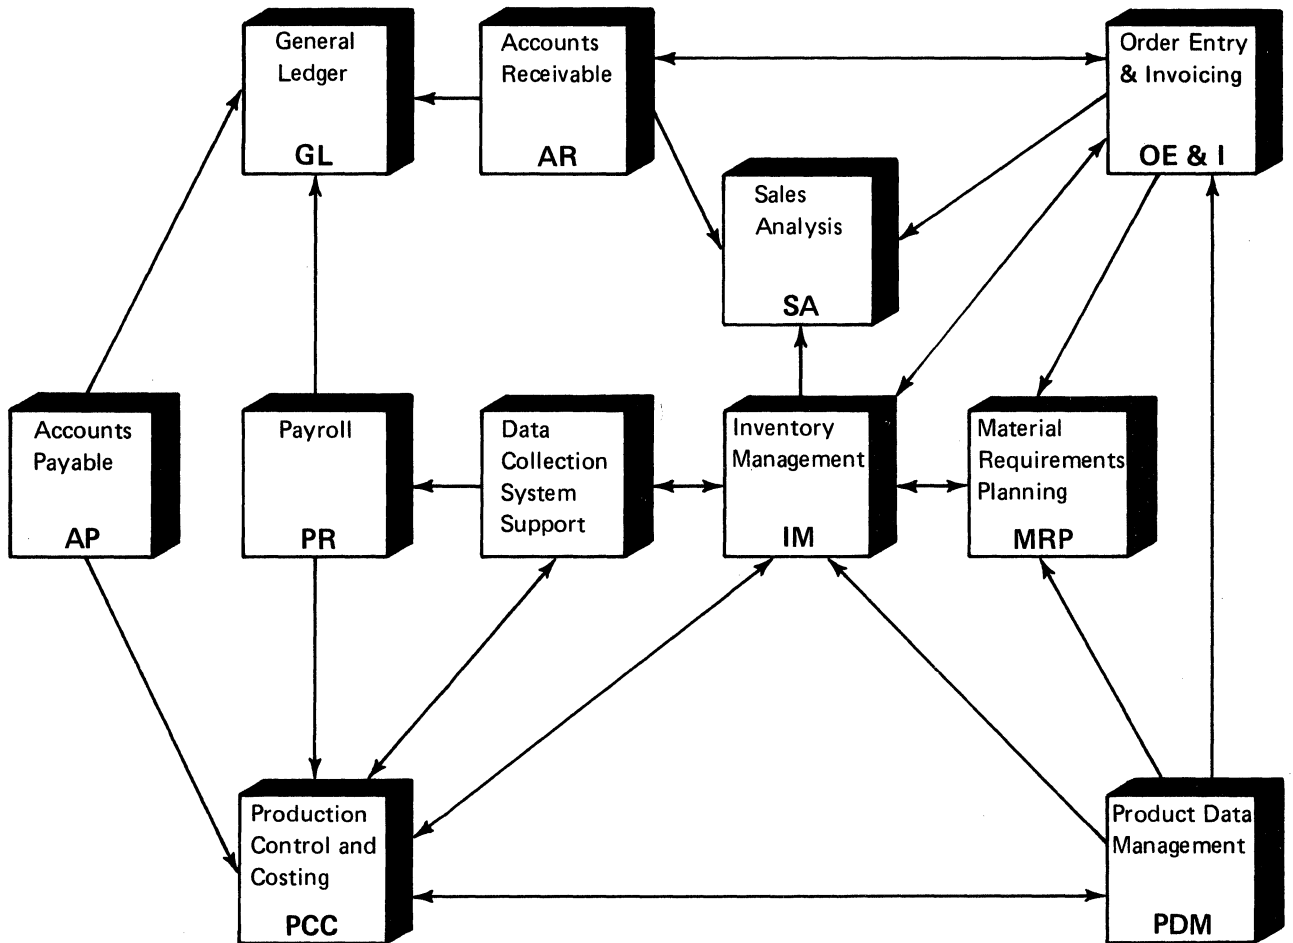 General
Ledger
GL
Accounts
Receivable
AR
Order Entry
& Invoicing
OE & I
Sales
Analysis
SA
Accounts
Payable
AP
Payroll
PR
Data
Collection
System
Support
Inventory
Management
IM
Material
Requirements
Planning
MRP
Production
Control and
Costing
PCC
Product Data
Management
PDM